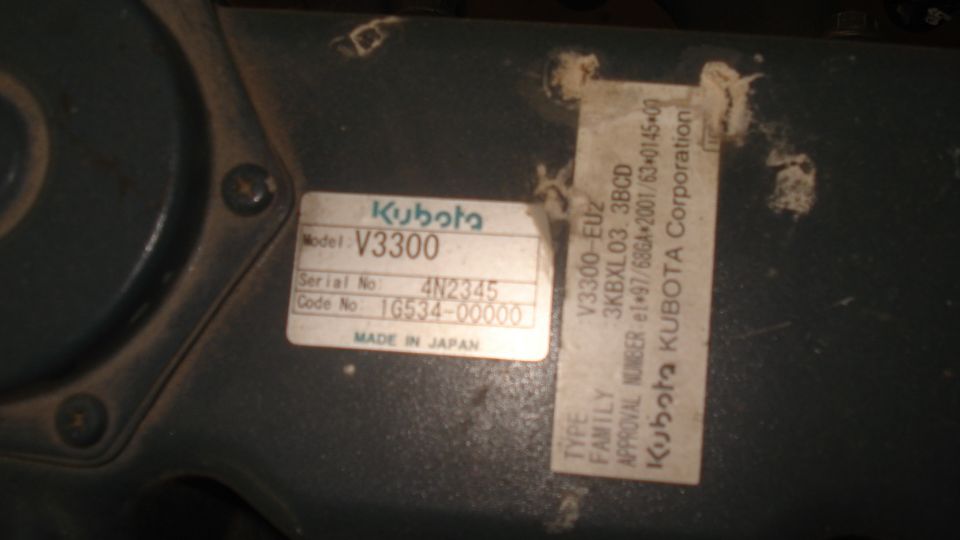 Kubota
Model: V3300
Serial No: 4N2345
Code No: 1G534-00000
MADE IN JAPAN
TYPE V3300-EU2
FAMILY 3KBXL03.3BCD
APPROVAL NUMBER e1*97/68GA*2001/63*0145*01
Kubota KUBOTA Corporation